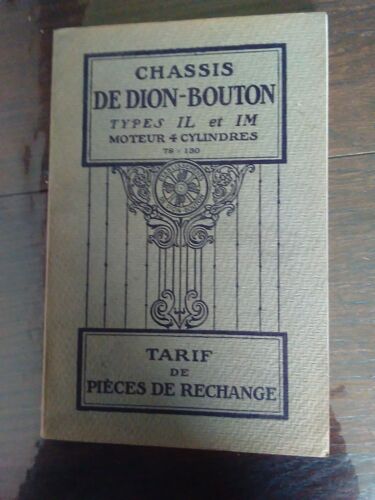 CHASSIS
DE DION-BOUTON
TYPES IL et IM
MOTEUR 4 CYLINDRES
78 × 130
TARIF
DE
PIÈCES DE RECHANGE